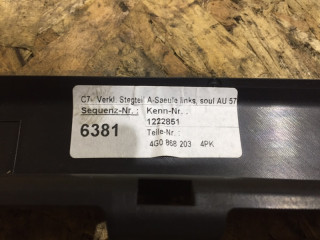 C7- Verkl. Stegteil A-Saeule links, soul AU 57
Sequenz-Nr. : Kenn-Nr. :
6381 1222851
Teile-Nr. :
4G0 868 203 4PK